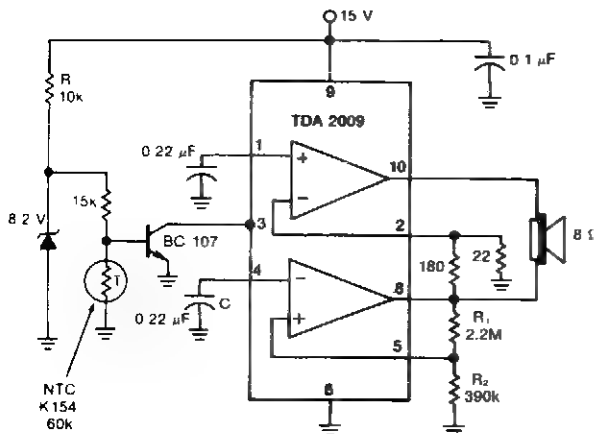 15 V
R
10k
0 1 µF
9
TDA 2009
0 22 µF
1
+
10
−
15k
8 2 V
3
BC 107
2
180
22
8 Ω
4
−
C
0 22 µF
8
+
R₁
2.2M
5
T
NTC
K 154
60k
6
R₂
390k